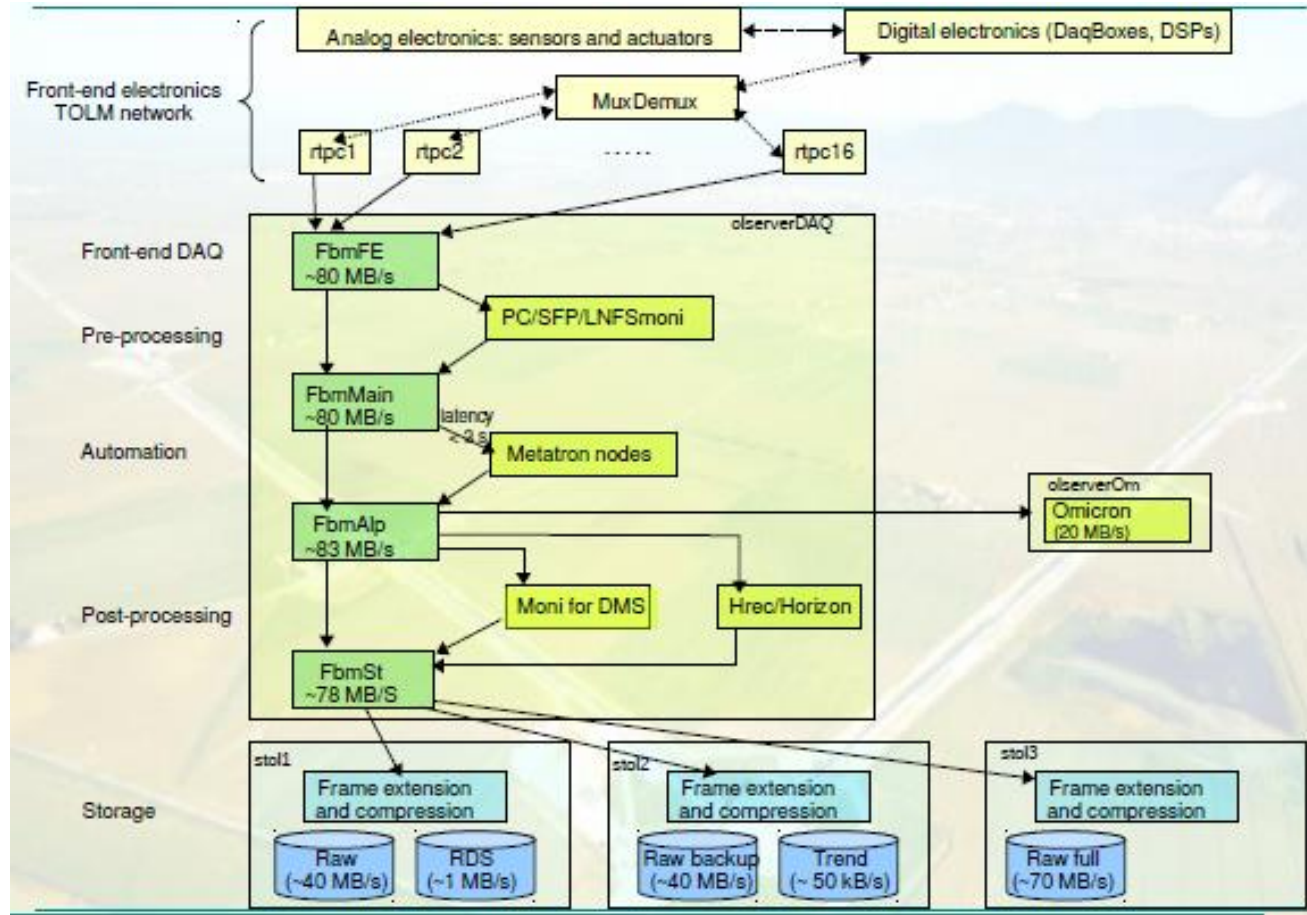 Analog electronics: sensors and actuators
Digital electronics (DaqBoxes, DSPs)
Front-end electronics
TOLM network
MuxDemux
rtpc1
rtpc2
.....
rtpc16
olserverDAQ
Front-end DAQ
FbmFE
~80 MB/s
Pre-processing
PC/SFP/LNFSmoni
FbmMain
~80 MB/s
latency
< 3 s
Automation
Metatron nodes
olserverOm
Omicron
(20 MB/s)
FbmAlp
~83 MB/s
Post-processing
Moni for DMS
Hrec/Horizon
FbmSt
~78 MB/S
Storage
stol1
Frame extension
and compression
Raw
(~40 MB/s)
RDS
(~1 MB/s)
stol2
Frame extension
and compression
Raw backup
(~40 MB/s)
Trend
(~ 50 kB/s)
stol3
Frame extension
and compression
Raw full
(~70 MB/s)